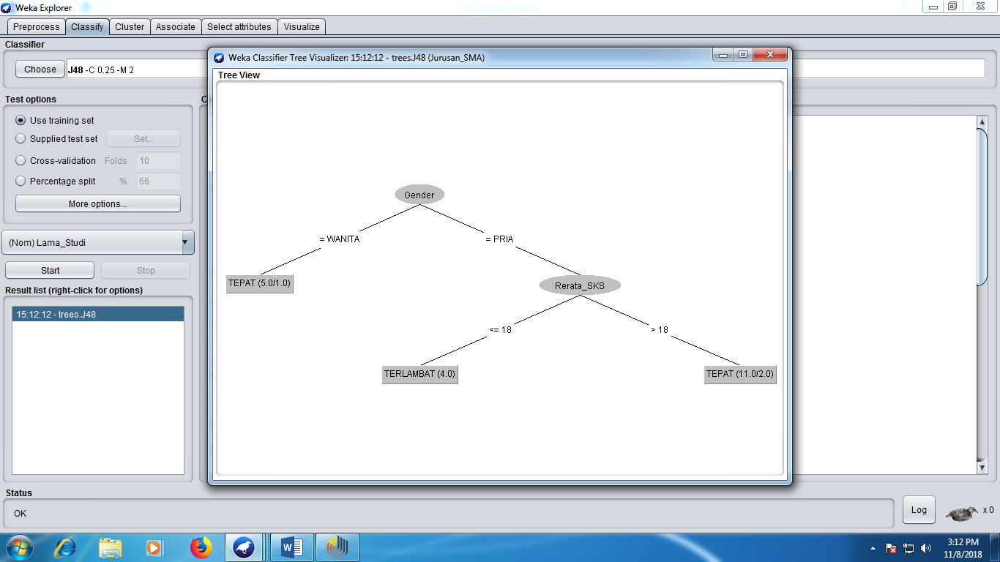 Weka Explorer
Preprocess Classify Cluster Associate Select attributes Visualize
Classifier
Choose J48 -C 0.25 -M 2
Weka Classifier Tree Visualizer: 15:12:12 - trees.J48 (Jurusan_SMA)
Tree View
Test options
C
Use training set
Supplied test set Set...
Cross-validation Folds 10
Percentage split % 66
More options...
(Nom) Lama_Studi
Start Stop
Result list (right-click for options)
15:12:12 - trees.J48
Gender
= WANITA = PRIA
TEPAT (5.0/1.0) Rerata_SKS
<= 18 > 18
TERLAMBAT (4.0) TEPAT (11.0/2.0)
Status
OK
Log x 0
3:12 PM
11/8/2018